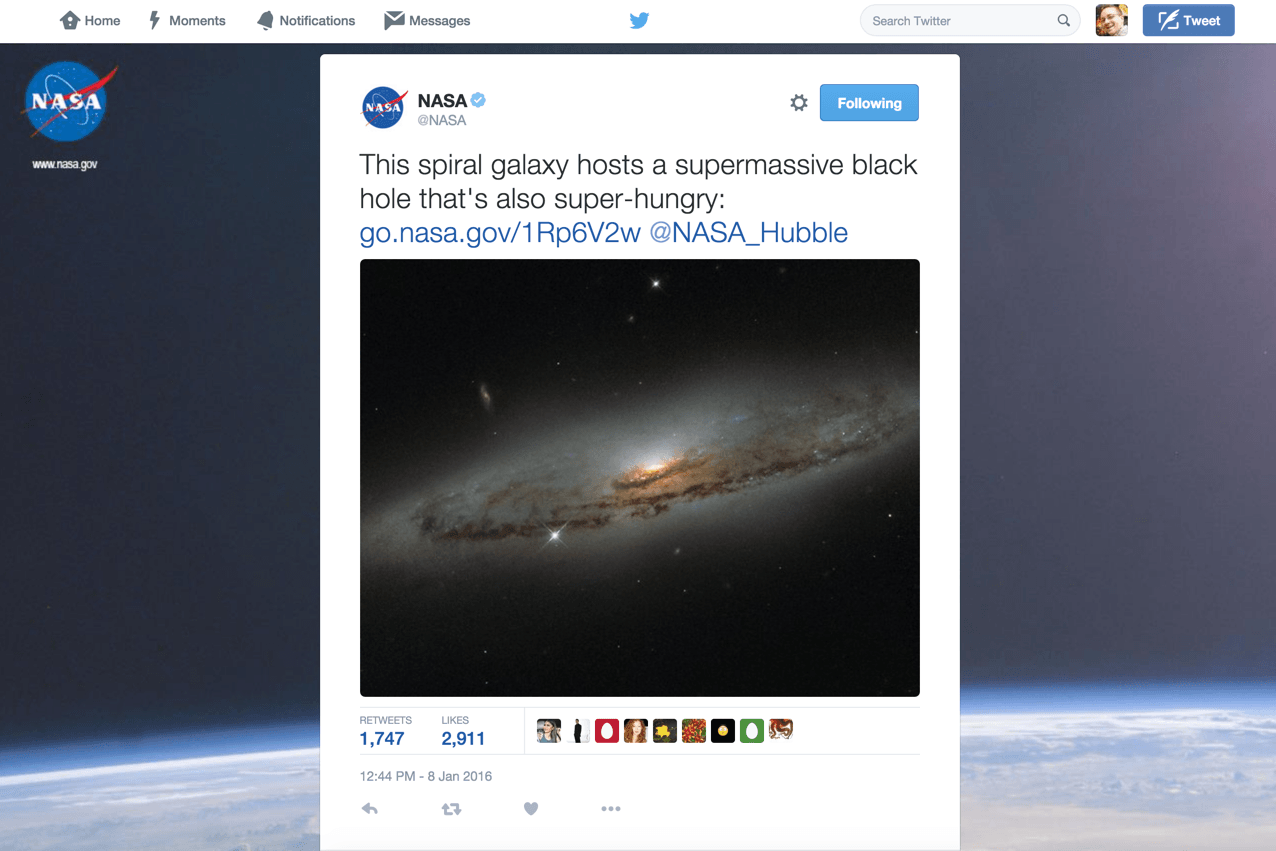 Home Moments Notifications Messages Search Twitter Tweet
NASA
www.nasa.gov
NASA
NASA
@NASA
Following
This spiral galaxy hosts a supermassive black
hole that's also super-hungry:
go.nasa.gov/1Rp6V2w @NASA_Hubble
RETWEETS LIKES
1,747 2,911
12:44 PM - 8 Jan 2016